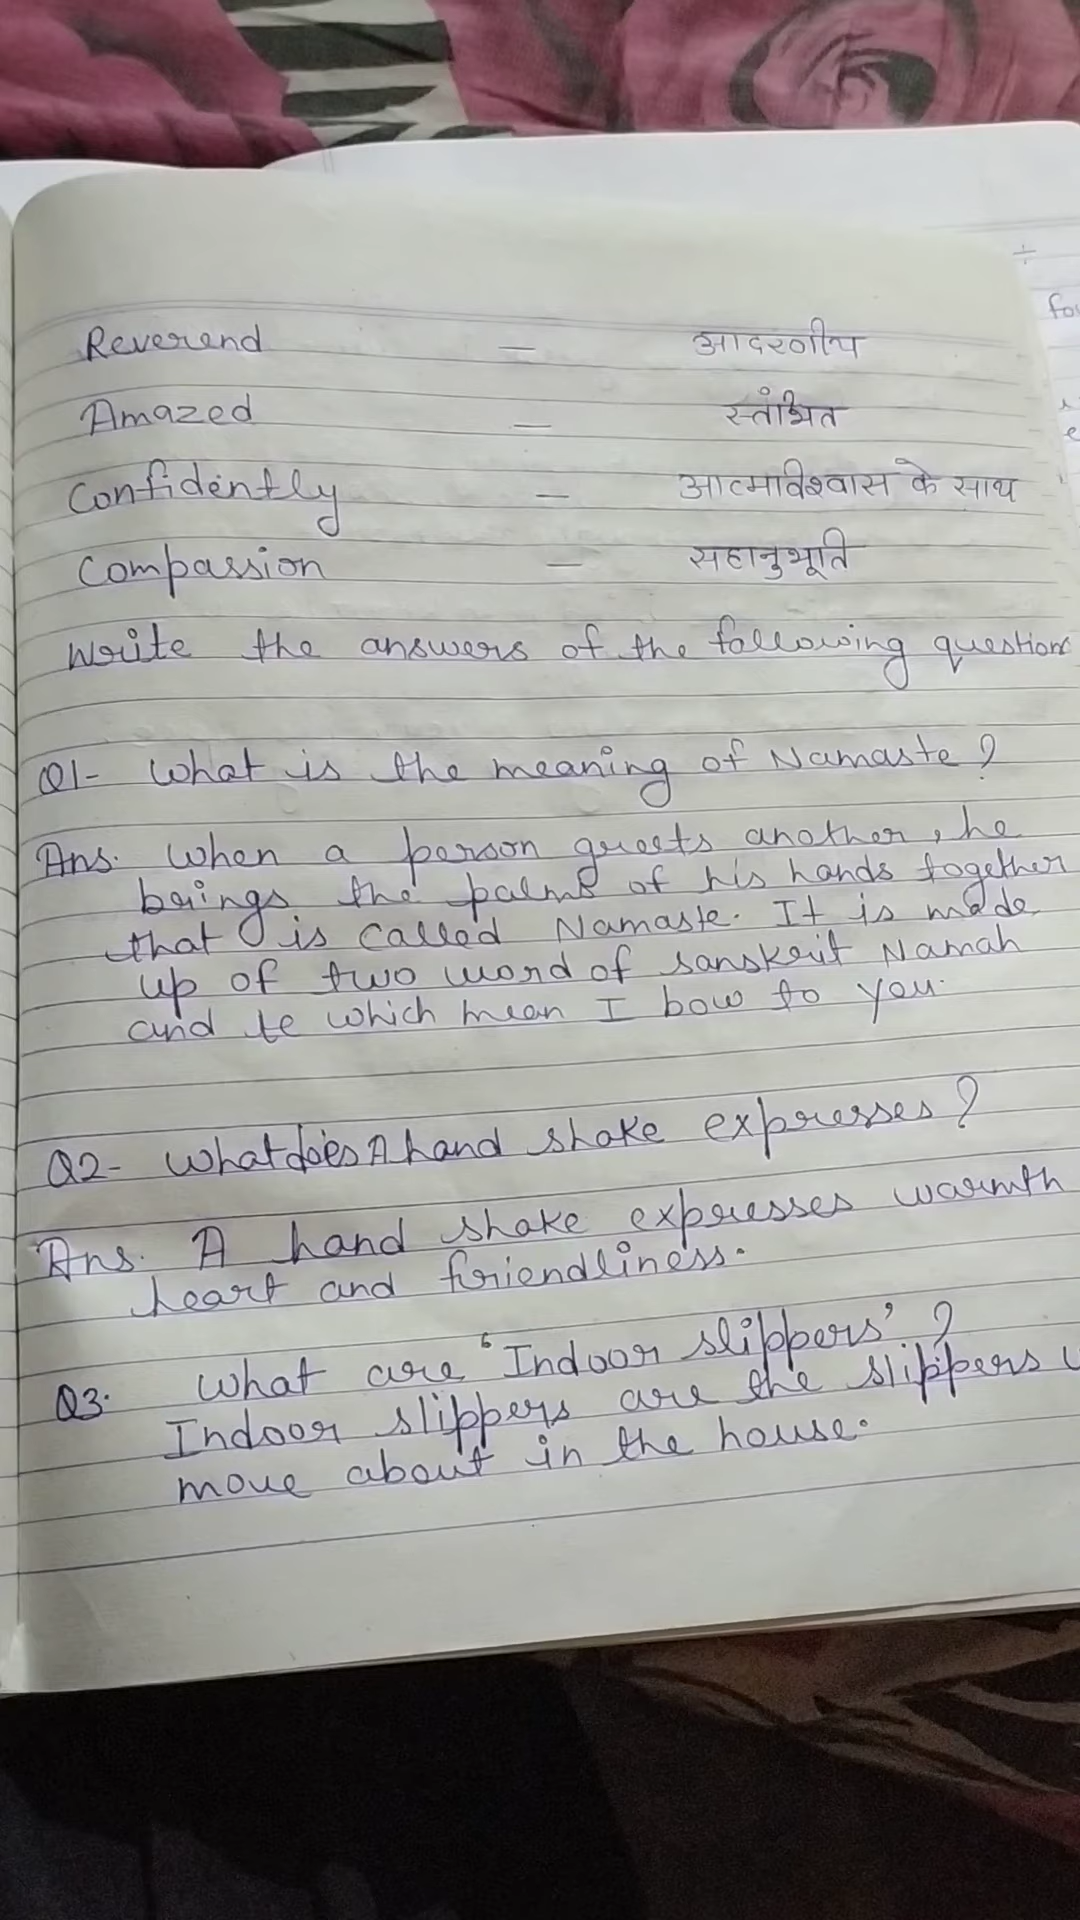 Reverend — आदरणीय
Amazed — स्तंभित
Confidently — आत्मविश्वास के साथ
Compassion — सहानुभूति
Write the answers of the following question
Q1- What is the meaning of Namaste?
Ans. When a person greets another, he
brings the palms of his hands together
that is called Namaste. It is made
up of two word of sanskrit Namah
and te which mean I bow to you.
Q2- What does A hand shake expresses?
Ans. A hand shake expresses warmth
heart and friendliness.
Q3. What are 'Indoor slippers'?
Indoor slippers are the slippers
move about in the house.